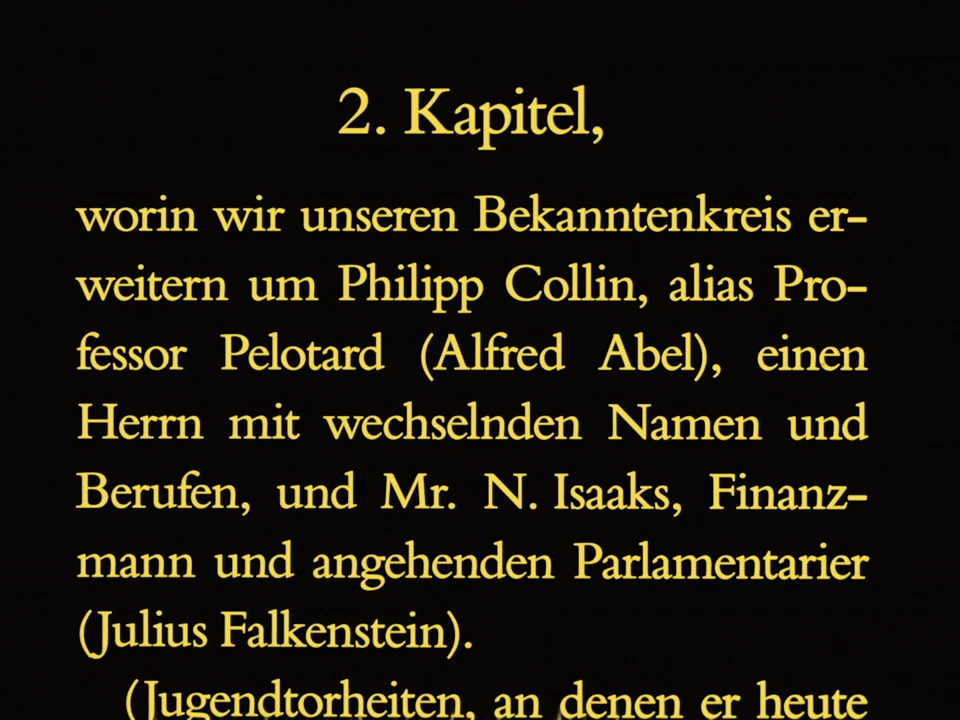 2. Kapitel,
worin wir unseren Bekanntenkreis er-
weitern um Philipp Collin, alias Pro-
fessor Pelotard (Alfred Abel), einen
Herrn mit wechselnden Namen und
Berufen, und Mr. N. Isaaks, Finanz-
mann und angehenden Parlamentarier
(Julius Falkenstein).
(Jugendtorheiten, an denen er heute